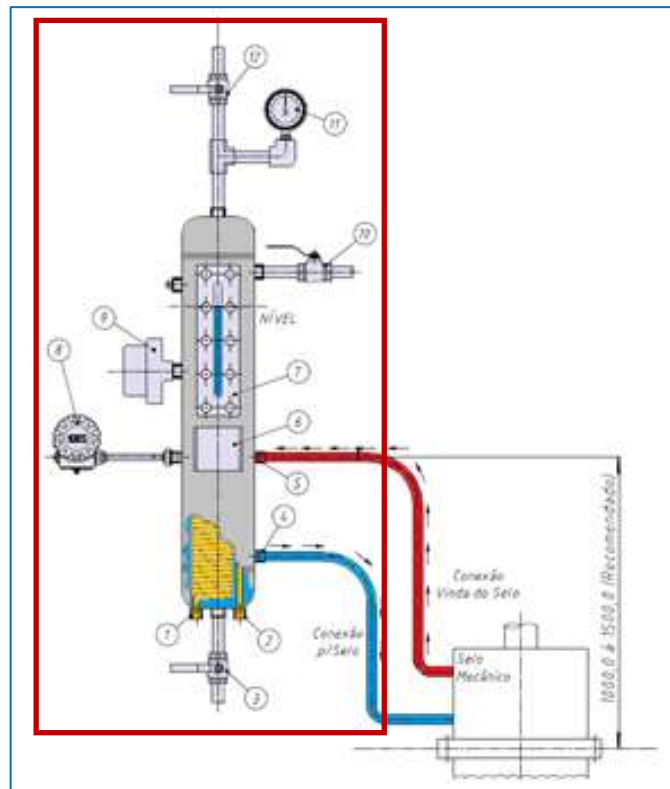 12
11
10
NÍVEL
9
8
7
6
5
4
Conexão
Vinda do Selo
1000,0 à 1500,0 (Recomendado)
1
2
Conexão
p/Selo
Selo
Mecânico
3